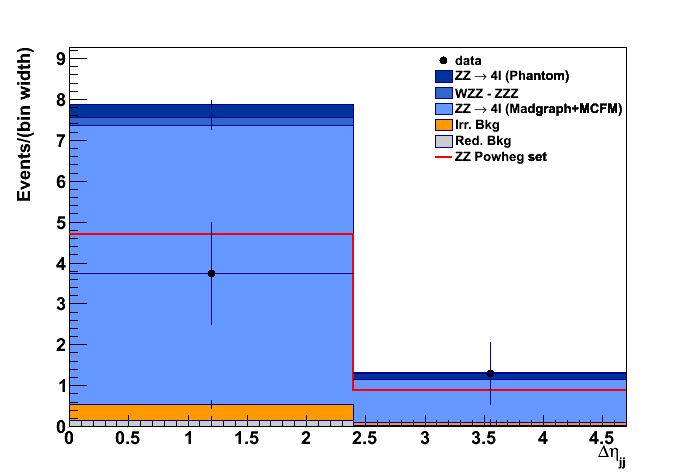 Events/(bin width)
9
8
7
6
5
4
3
2
1
0
data
ZZ → 4l (Phantom)
WZZ - ZZZ
ZZ → 4l (Madgraph+MCFM)
Irr. Bkg
Red. Bkg
ZZ Powheg set
0 0.5 1 1.5 2 2.5 3 3.5 4 4.5
Δηjj